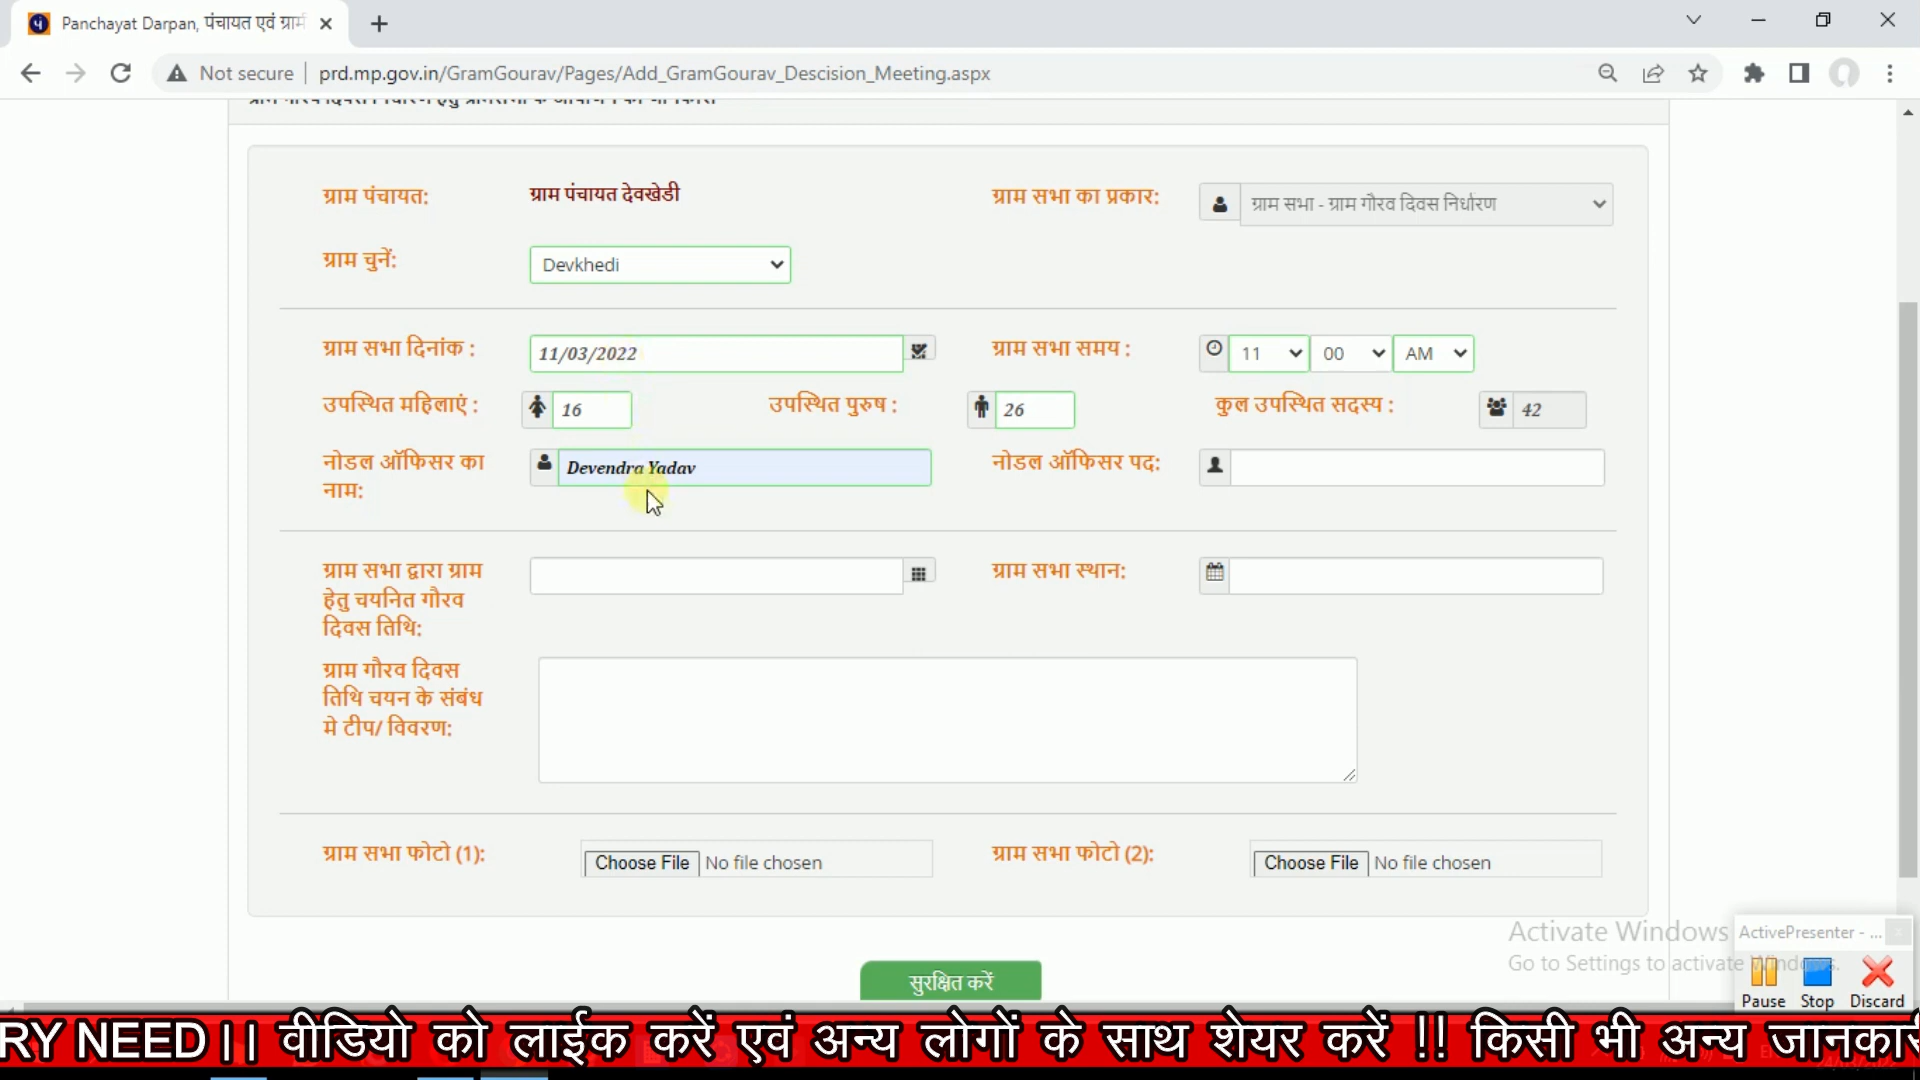 Panchayat Darpan, पंचायत एवं ग्रामी
Not secure | prd.mp.gov.in/GramGourav/Pages/Add_GramGourav_Descision_Meeting.aspx
ग्राम पंचायत: ग्राम पंचायत देवखेडी ग्राम सभा का प्रकार: ग्राम सभा - ग्राम गौरव दिवस निर्धारण
ग्राम चुनें: Devkhedi
ग्राम सभा दिनांक : 11/03/2022 ग्राम सभा समय : 11 00 AM
उपस्थित महिलाएं : 16 उपस्थित पुरुष : 26 कुल उपस्थित सदस्य : 42
नोडल ऑफिसर का नोडल ऑफिसर पद:
नाम: Devendra Yadav
ग्राम सभा द्वारा ग्राम ग्राम सभा स्थान:
हेतु चयनित गौरव
दिवस तिथि:
ग्राम गौरव दिवस
तिथि चयन के संबंध
मे टीप/ विवरण:
ग्राम सभा फोटो (1): Choose File No file chosen ग्राम सभा फोटो (2): Choose File No file chosen
Activate Windows
Go to Settings to activate Windows.
ActivePresenter - ...
Pause Stop Discard
सुरक्षित करें
RY NEED || वीडियो को लाईक करें एवं अन्य लोगों के साथ शेयर करें !! किसी भी अन्य जानकारी